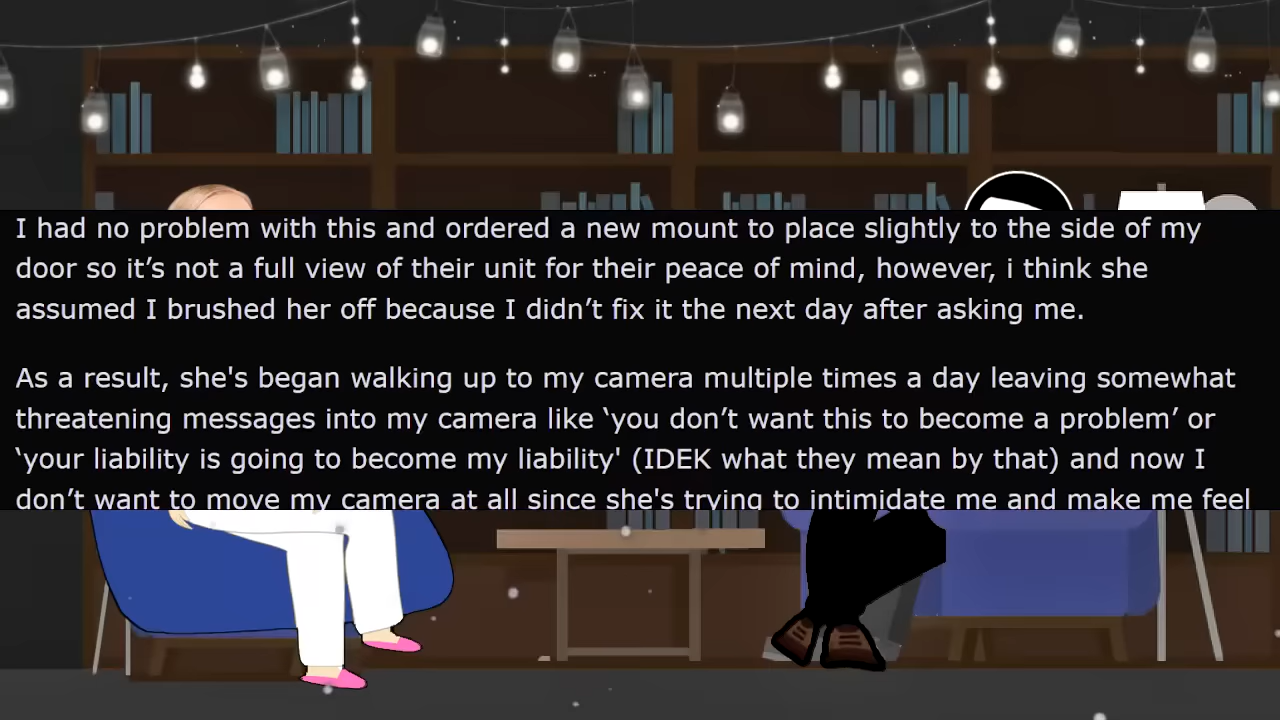 I had no problem with this and ordered a new mount to place slightly to the side of my
door so it’s not a full view of their unit for their peace of mind, however, i think she
assumed I brushed her off because I didn’t fix it the next day after asking me.
As a result, she's began walking up to my camera multiple times a day leaving somewhat
threatening messages into my camera like ‘you don’t want this to become a problem’ or
‘your liability is going to become my liability' (IDEK what they mean by that) and now I
don’t want to move my camera at all since she's trying to intimidate me and make me feel